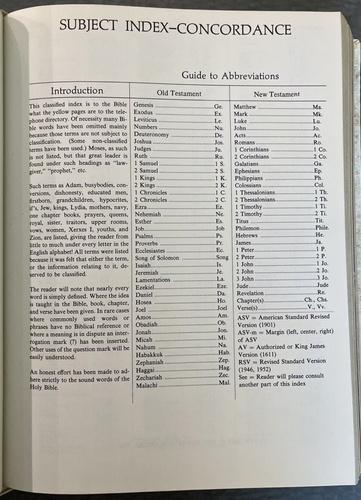 SUBJECT INDEX–CONCORDANCE
Guide to Abbreviations
Introduction
This classified index is to the Bible
what the yellow pages are to the tele-
phone directory. Of necessity many Bi-
ble words have been omitted mainly
because those terms are not subject to
classification. (Some non-classified
terms have been used.) Moses, as such
is not listed, but that great leader is
found under such headings as "law-
giver," "prophet," etc.
Such terms as Adam, busybodies, con-
versions, dishonesty, educated men,
firstborn, grandchildren, hypocrites,
if's, Jew, kings, Lydia, mothers, navy,
one chapter books, prayers, queens,
royal, sister, traitors, upper rooms,
vows, women, Xerxes I, youths, and
Zion, are listed, giving the reader from
little to much under every letter in the
English alphabet! All terms were listed
because it was felt that either the term,
or the information relating to it, de-
served to be classified.
The reader will note that nearly every
word is simply defined. Where the idea
is taught in the Bible, book, chapter,
and verse have been given. In rare cases
where commonly used words or
phrases have no Biblical reference or
where a meaning is in dispute an inter-
rogation mark (?) has been inserted.
Other uses of the question mark will be
easily understood.
An honest effort has been made to ad-
here strictly to the sound words of the
Holy Bible.
Old Testament
Genesis Ge.
Exodus Ex.
Leviticus Le.
Numbers Nu.
Deuteronomy De.
Joshua Jos.
Judges Ju.
Ruth Ru.
1 Samuel 1 S.
2 Samuel 2 S.
1 Kings 1 K.
2 Kings 2 K.
1 Chronicles 1 C.
2 Chronicles 2 C.
Ezra Ez.
Nehemiah Ne.
Esther Es.
Job Job
Psalms Ps.
Proverbs Pr.
Ecclesiastes Ec.
Song of Solomon Song
Isaiah Is.
Jeremiah Je.
Lamentations La.
Ezekiel Eze.
Daniel Da.
Hosea Ho.
Joel Joel
Amos Am.
Obadiah Ob.
Jonah Jon.
Micah Mi.
Nahum Na.
Habakkuk Hab.
Zephaniah Zep.
Haggai Hag.
Zechariah Zec.
Malachi Mal.
New Testament
Matthew Ma.
Mark Mk.
Luke Lu.
John Jo.
Acts Ac.
Romans Ro.
1 Corinthians 1 Co.
2 Corinthians 2 Co.
Galatians Ga.
Ephesians Ep.
Philippians Ph.
Colossians Col.
1 Thessalonians 1 Th.
2 Thessalonians 2 Th.
1 Timothy 1 Ti.
2 Timothy 2 Ti.
Titus Tit.
Philemon Phile.
Hebrews He.
James Ja.
1 Peter 1 P.
2 Peter 2 P.
1 John 1 Jo.
2 John 2 Jo.
3 John 3 Jo.
Jude Jude
Revelation Re.
Chapter(s) Ch., Chs.
Verse(s) V., Vv.
ASV = American Standard Revised
Version (1901)
ASV-m = Margin (left, center, right)
of ASV
AV = Authorized or King James
Version (1611)
RSV = Revised Standard Version
(1946, 1952)
See = Reader will please consult
another part of this index